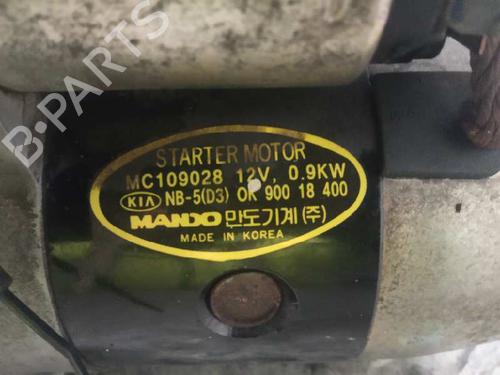 B-PARTS
STARTER MOTOR
MC109028 12V, 0.9KW
KIA NB-5(D3) OK 900 18 400
MANDO 만도기계(주)
MADE IN KOREA